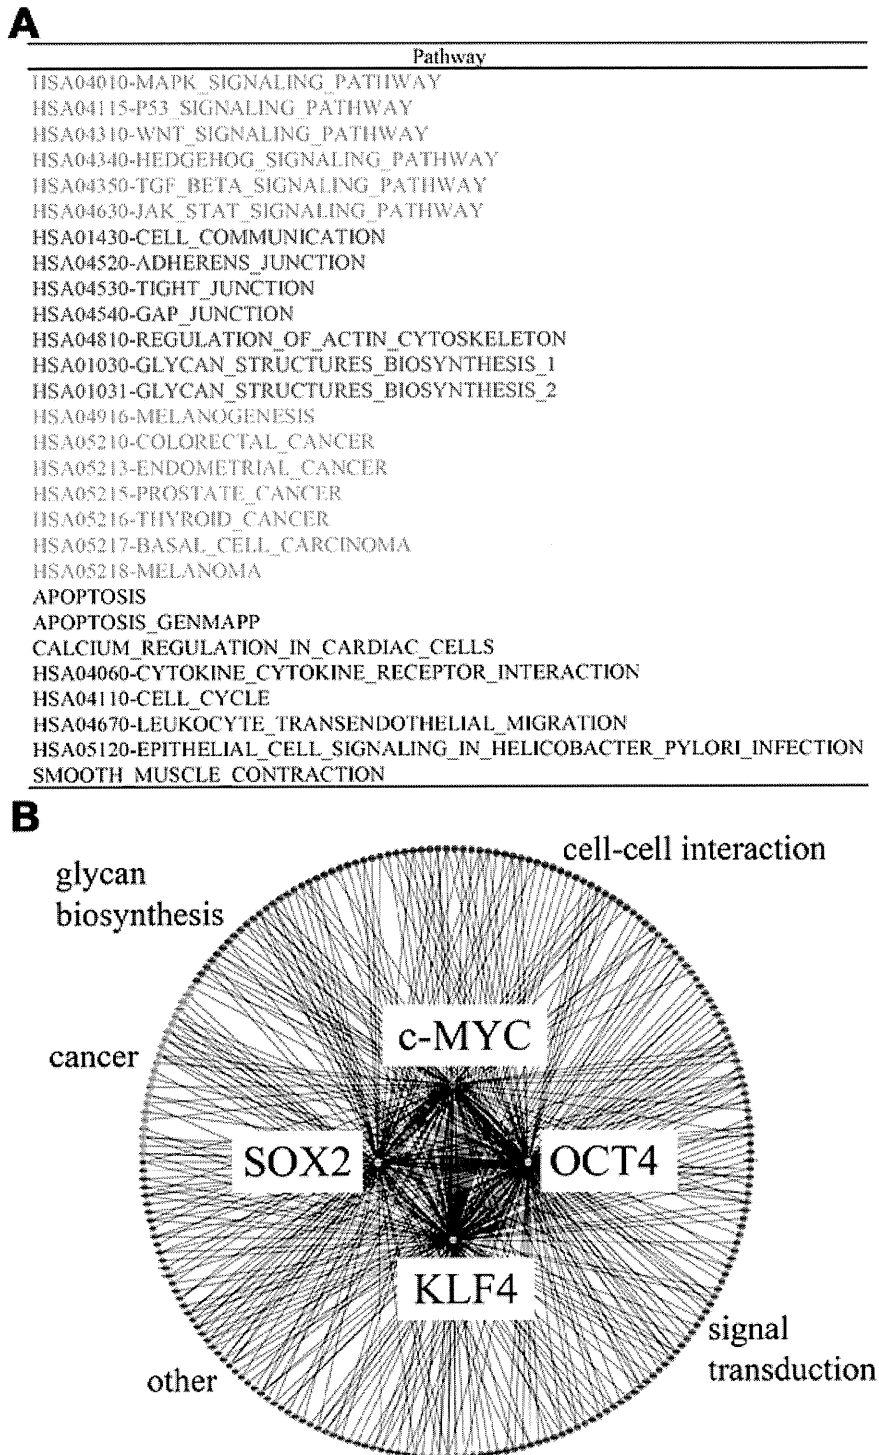 A
Pathway
HSA04010-MAPK_SIGNALING_PATHWAY
HSA04115-P53_SIGNALING_PATHWAY
HSA04310-WNT_SIGNALING_PATHWAY
HSA04340-HEDGEHOG_SIGNALING_PATHWAY
HSA04350-TGF_BETA_SIGNALING_PATHWAY
HSA04630-JAK_STAT_SIGNALING_PATHWAY
HSA01430-CELL_COMMUNICATION
HSA04520-ADHERENS_JUNCTION
HSA04530-TIGHT_JUNCTION
HSA04540-GAP_JUNCTION
HSA04810-REGULATION_OF_ACTIN_CYTOSKELETON
HSA01030-GLYCAN_STRUCTURES_BIOSYNTHESIS_1
HSA01031-GLYCAN_STRUCTURES_BIOSYNTHESIS_2
HSA04916-MELANOGENESIS
HSA05210-COLORECTAL_CANCER
HSA05213-ENDOMETRIAL_CANCER
HSA05215-PROSTATE_CANCER
HSA05216-THYROID_CANCER
HSA05217-BASAL_CELL_CARCINOMA
HSA05218-MELANOMA
APOPTOSIS
APOPTOSIS_GENMAPP
CALCIUM_REGULATION_IN_CARDIAC_CELLS
HSA04060-CYTOKINE_CYTOKINE_RECEPTOR_INTERACTION
HSA04110-CELL_CYCLE
HSA04670-LEUKOCYTE_TRANSENDOTHELIAL_MIGRATION
HSA05120-EPITHELIAL_CELL_SIGNALING_IN_HELICOBACTER_PYLORI_INFECTION
SMOOTH_MUSCLE_CONTRACTION
B
cell-cell interaction
glycan
biosynthesis
c-MYC
cancer
SOX2
OCT4
KLF4
signal
transduction
other